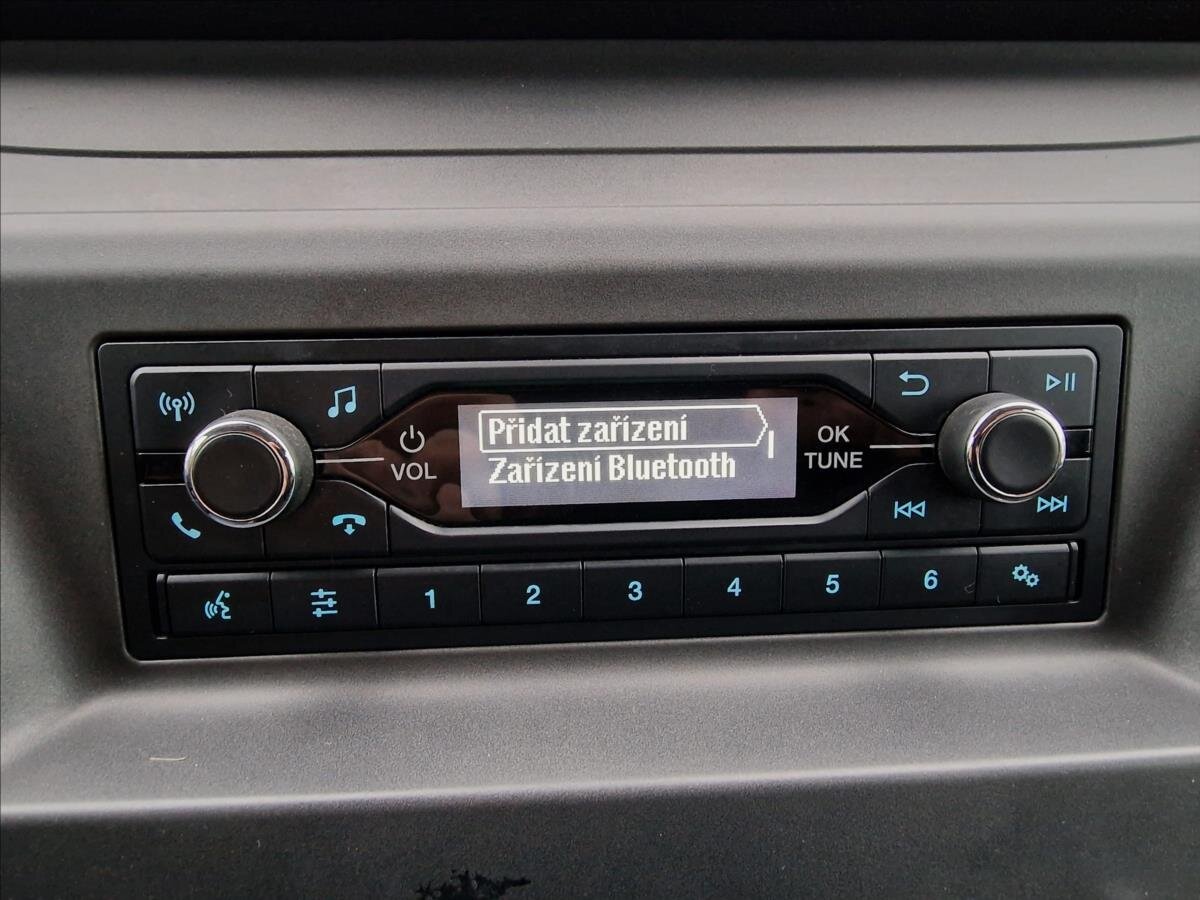 Přidat zařízení
Zařízení Bluetooth
VOL
OK
TUNE
1 2 3 4 5 6